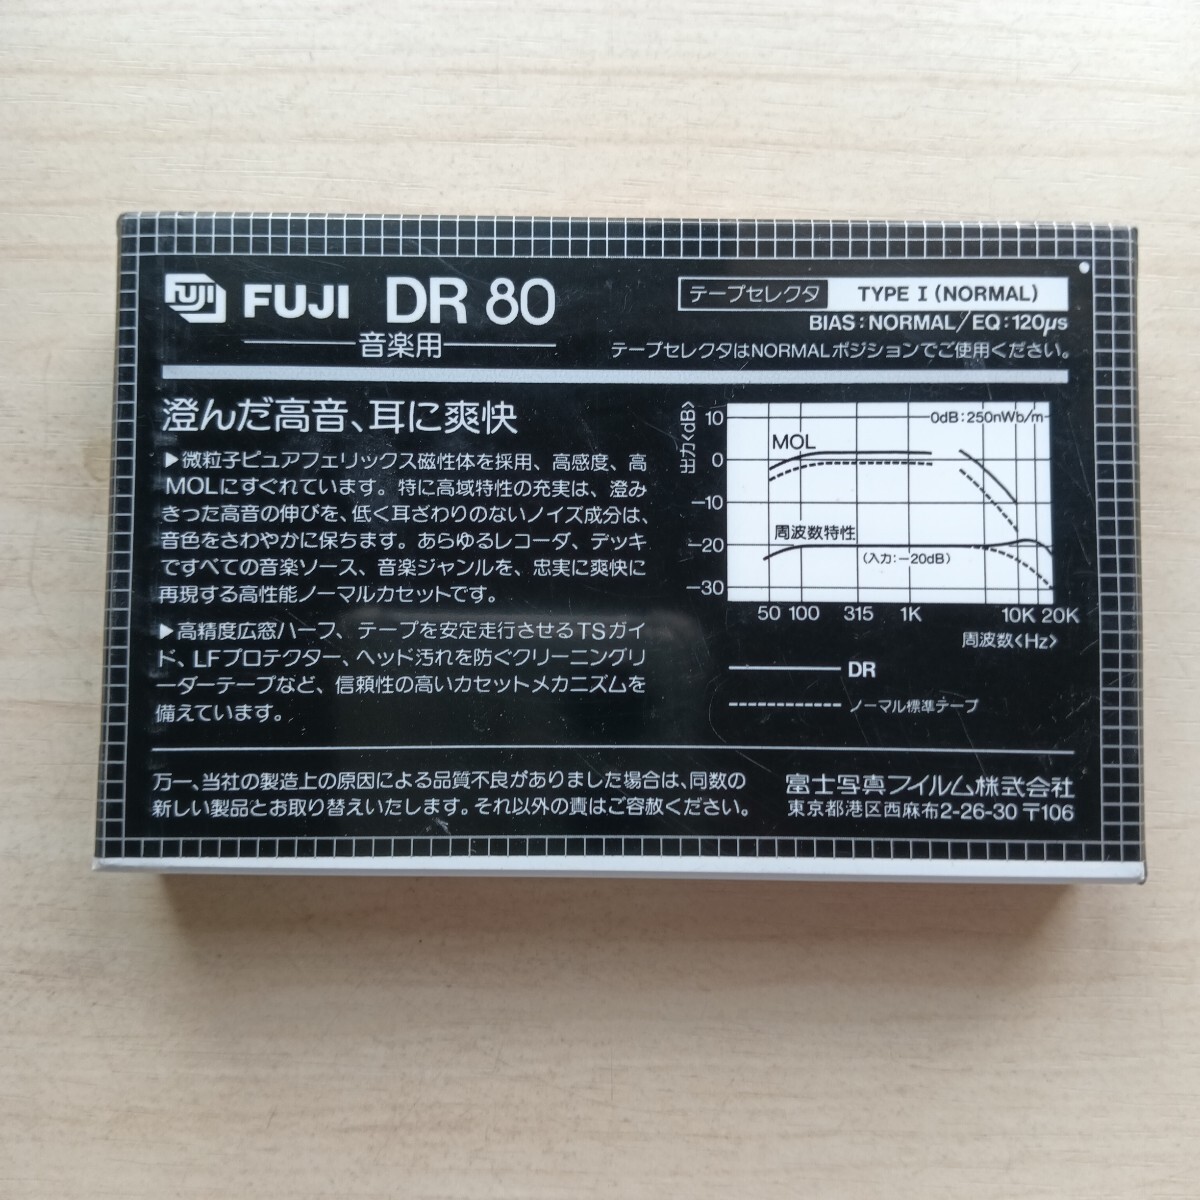 FUJI FUJI DR 80
音楽用
テープセレクタ TYPE I (NORMAL)
BIAS:NORMAL/EQ:120μs
テープセレクタはNORMALポジションでご使用ください。
澄んだ高音、耳に爽快
▶微粒子ピュアフェリックス磁性体を採用、高感度、高
MOLにすぐれています。特に高域特性の充実は、澄み
きった高音の伸びを、低く耳ざわりのないノイズ成分は、
音色をさわやかに保ちます。あらゆるレコーダ、デッキ
ですべての音楽ソース、音楽ジャンルを、忠実に爽快に
再現する高性能ノーマルカセットです。
▶高精度広窓ハーフ、テープを安定走行させるTSガイ
ド、LFプロテクター、ヘッド汚れを防ぐクリーニングリ
ーダーテープなど、信頼性の高いカセットメカニズムを
備えています。
出力<dB>
10
0
-10
-20
-30
0dB:250nWb/m
MOL
周波数特性
(入力:-20dB)
50 100 315 1K 10K 20K
周波数<Hz>
DR
ノーマル標準テープ
万一、当社の製造上の原因による品質不良がありました場合は、同数の
新しい製品とお取り替えいたします。それ以外の責はご容赦ください。
富士写真フイルム株式会社
東京都港区西麻布2-26-30 〒106